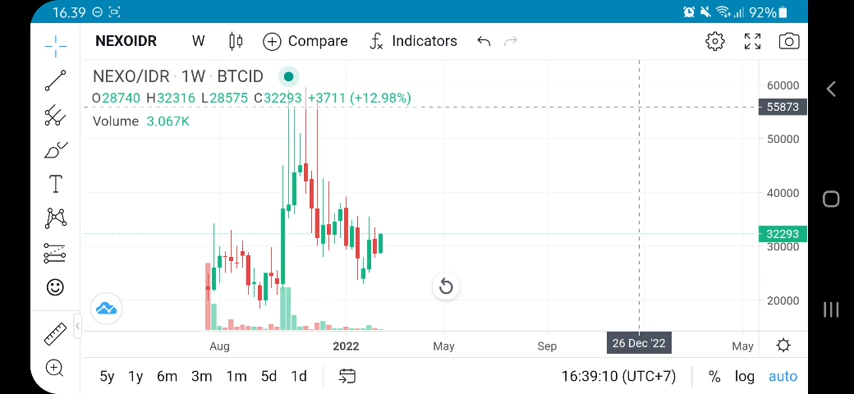 16.39 92%
NEXOIDR W Compare Indicators
NEXO/IDR · 1W · BTCID
O28740 H32316 L28575 C32293 +3711 (+12.98%)
Volume 3.067K
60000
55873
50000
40000
32293
30000
20000
Aug 2022 May Sep 26 Dec '22 May
5y 1y 6m 3m 1m 5d 1d 16:39:10 (UTC+7) % log auto